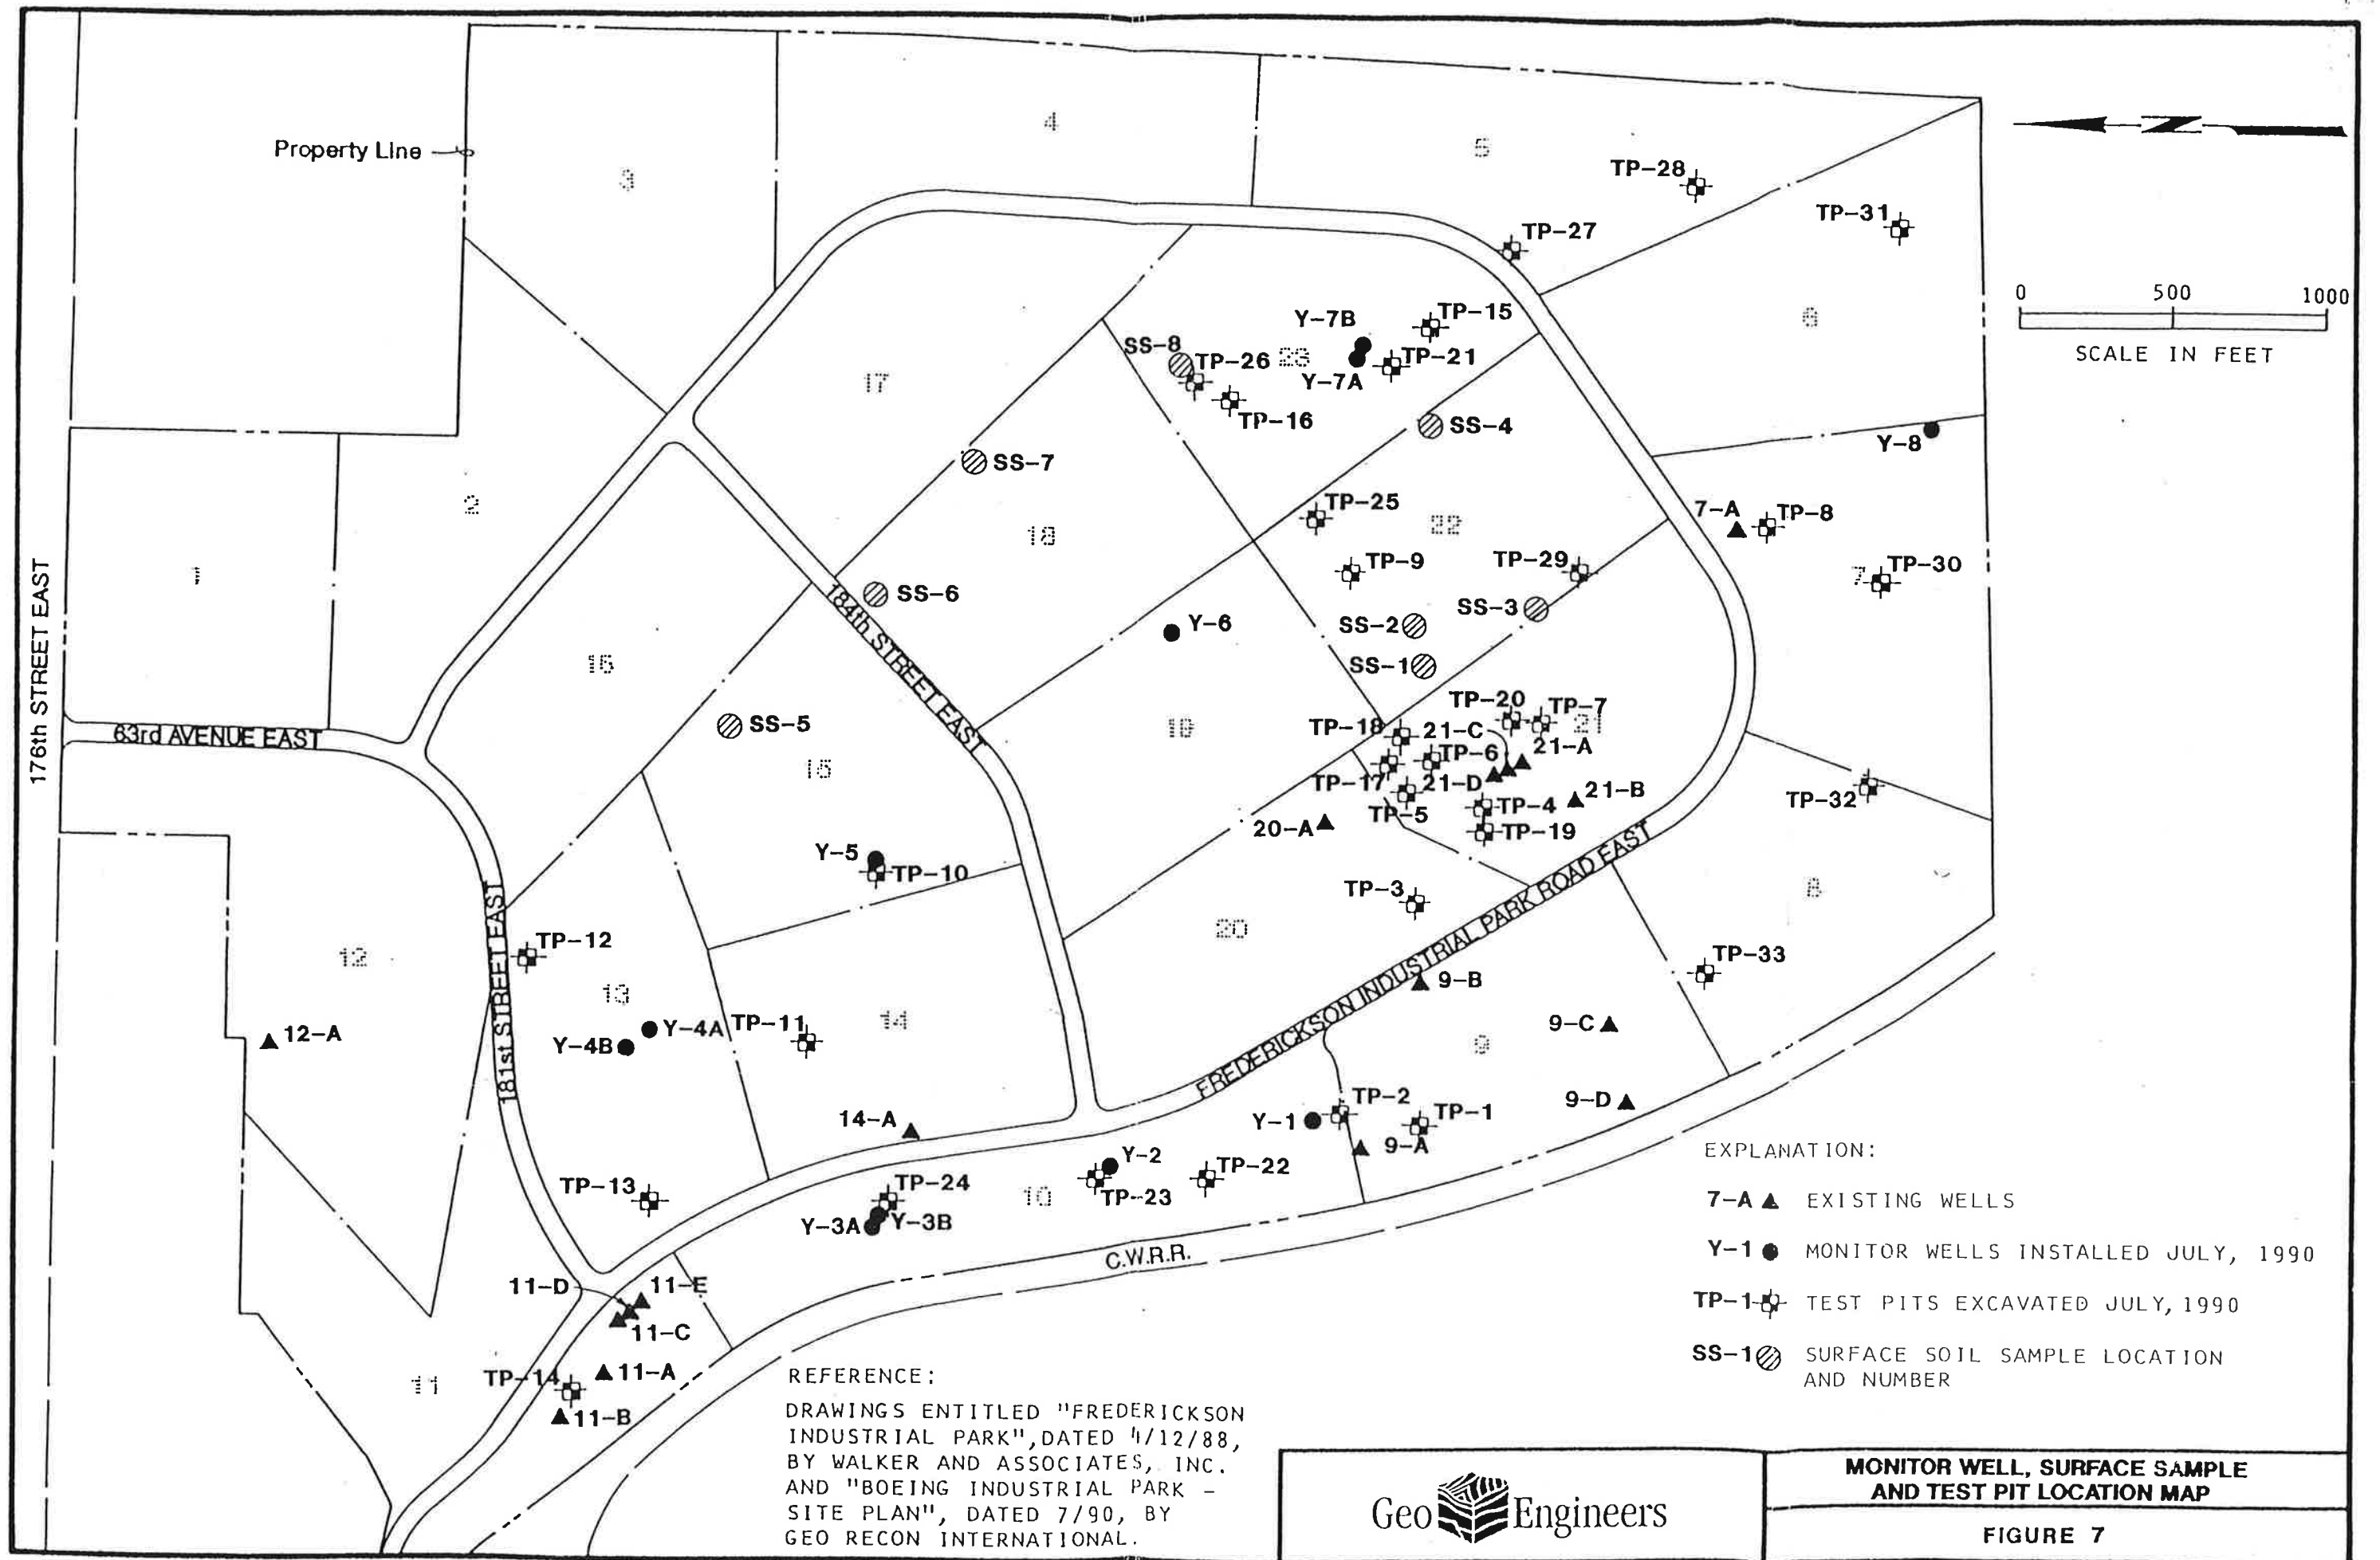 4
Property Line
3
5
TP-28
TP-31
TP-27
0 500 1000
SCALE IN FEET
6
Y-7B
TP-15
SS-8
TP-26
23
TP-21
Y-7A
17
TP-16
SS-4
Y-8
SS-7
2
TP-25
7-A
TP-8
22
18
TP-9
TP-29
7
TP-30
1
SS-6
SS-3
SS-2
Y-6
184th STREET EAST
16
SS-1
176th STREET EAST
TP-20
TP-7
SS-5
19
TP-18
21-C
21
63rd AVENUE EAST
TP-6
21-A
15
TP-17
21-D
21-B
TP-32
TP-5
TP-4
20-A
TP-19
Y-5
TP-10
TP-3
8
20
FREDERICKSON INDUSTRIAL PARK ROAD EAST
12
TP-12
TP-33
13
9-B
181st STREET EAST
14
12-A
Y-4A
TP-11
Y-4B
9-C
9
14-A
Y-1
TP-2
TP-1
9-D
9-A
Y-2
TP-22
TP-13
TP-24
10
TP-23
Y-3A
Y-3B
C.W.R.R.
11-D
11-E
11-C
11-A
TP-14
11
11-B
EXPLANATION:
7-A EXISTING WELLS
Y-1 MONITOR WELLS INSTALLED JULY, 1990
TP-1 TEST PITS EXCAVATED JULY, 1990
SS-1 SURFACE SOIL SAMPLE LOCATION
AND NUMBER
REFERENCE:
DRAWINGS ENTITLED "FREDERICKSON
INDUSTRIAL PARK", DATED 4/12/88,
BY WALKER AND ASSOCIATES, INC.
AND "BOEING INDUSTRIAL PARK -
SITE PLAN", DATED 7/90, BY
GEO RECON INTERNATIONAL.
Geo Engineers
MONITOR WELL, SURFACE SAMPLE
AND TEST PIT LOCATION MAP
FIGURE 7